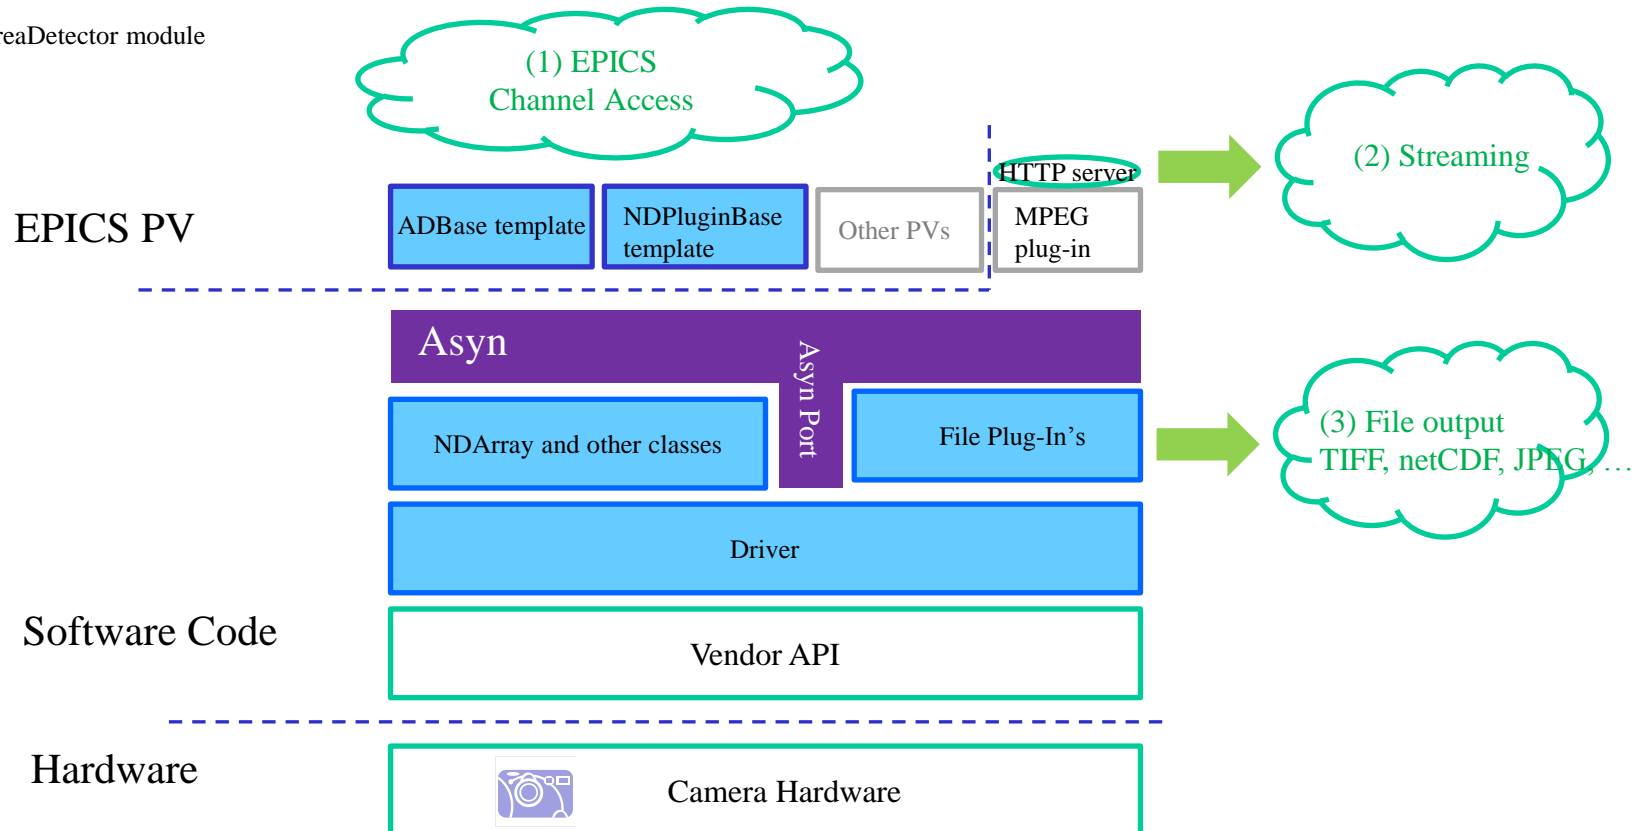 reaDetector module
(1) EPICS
Channel Access
(2) Streaming
HTTP server
EPICS PV
ADBase template
NDPluginBase
template
Other PVs
MPEG
plug-in
Asyn
Asyn Port
NDArray and other classes
File Plug-In’s
(3) File output
TIFF, netCDF, JPEG, …
Driver
Software Code
Vendor API
Hardware
Camera Hardware